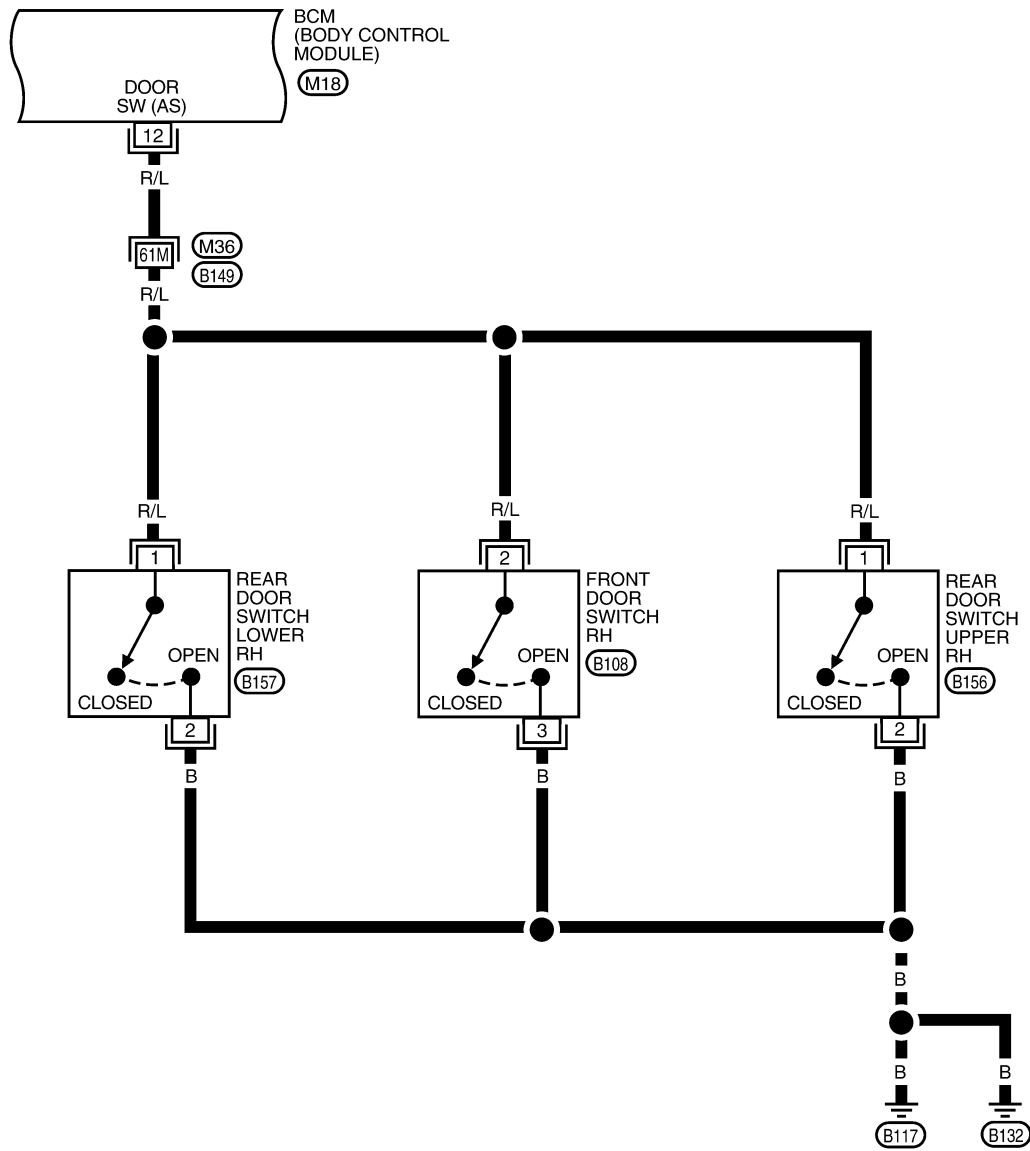 BCM
(BODY CONTROL
MODULE)
M18
DOOR
SW (AS)
12
R/L
61M
M36
B149
R/L
R/L
R/L
R/L
1
2
1
REAR
DOOR
SWITCH
LOWER
RH
B157
OPEN
CLOSED
FRONT
DOOR
SWITCH
RH
B108
OPEN
CLOSED
REAR
DOOR
SWITCH
UPPER
RH
B156
OPEN
CLOSED
2
3
2
B
B
B
B
B
B
B117
B132